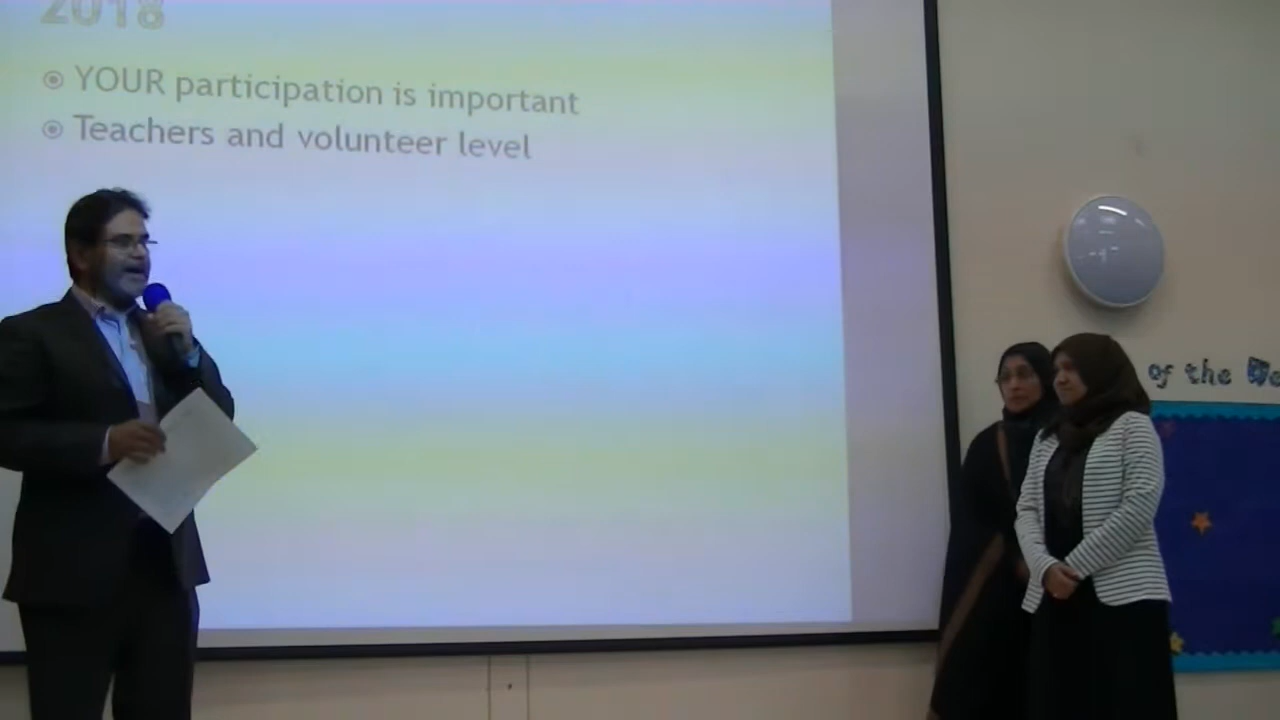 2018
YOUR participation is important
Teachers and volunteer level
of the